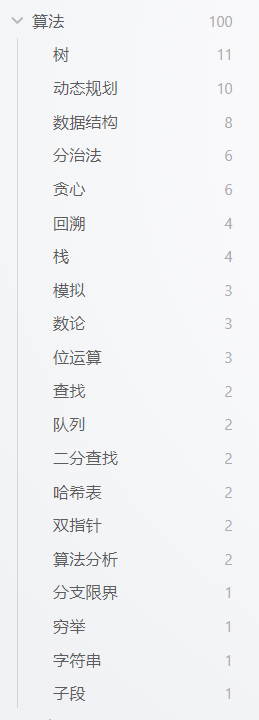 算法 100
树 11
动态规划 10
数据结构 8
分治法 6
贪心 6
回溯 4
栈 4
模拟 3
数论 3
位运算 3
查找 2
队列 2
二分查找 2
哈希表 2
双指针 2
算法分析 2
分支限界 1
穷举 1
字符串 1
子段 1